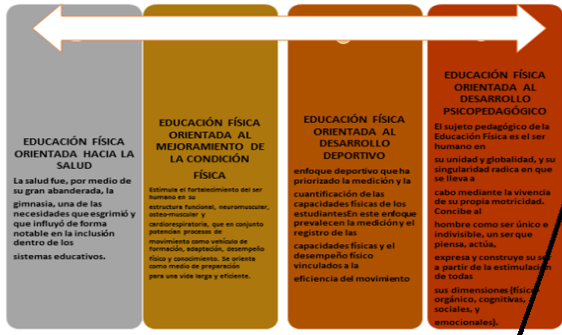 EDUCACIÓN FÍSICA
ORIENTADA HACIA LA
SALUD
La salud fue, por medio de
su gran abanderada, la
gimnasia, una de las
necesidades que esgrimió y
que influyó de forma
notable en la inclusión
dentro de los
sistemas educativos.
EDUCACIÓN FÍSICA
ORIENTADA AL
MEJORAMIENTO DE
LA CONDICIÓN
FÍSICA
Estimula el fortalecimiento del ser
humano en su
estructura funcional, neuromuscular,
osteo-muscular y
cardiorrespiratoria, que en conjunto
potencian procesos de
movimiento como vehículo de
formación, adaptación, desempeño
físico y conocimiento. Se orienta
como medio de preparación
para una vida larga y eficiente.
EDUCACIÓN FÍSICA
ORIENTADA AL
DESARROLLO
DEPORTIVO
enfoque deportivo que ha
priorizado la medición y la
cuantificación de las
capacidades físicas de los
estudiantesEn este enfoque
prevalecen la medición y el
registro de las
capacidades físicas y el
desempeño físico
vinculados a la
eficiencia del movimiento
EDUCACIÓN FÍSICA
ORIENTADA AL
DESARROLLO
PSICOPEDAGÓGICO
El sujeto pedagógico de la
Educación Física es el ser
humano en
su unidad y globalidad, y su
singularidad radica en que
se lleva a
cabo mediante la vivencia
de su propia motricidad.
Concibe al
hombre como ser único e
indivisible, un ser que
piensa, actúa,
expresa y construye su ser
a partir de la estimulación
de todas
sus dimensiones (físico-
orgánico, cognitivas,
sociales, y
emocionales).